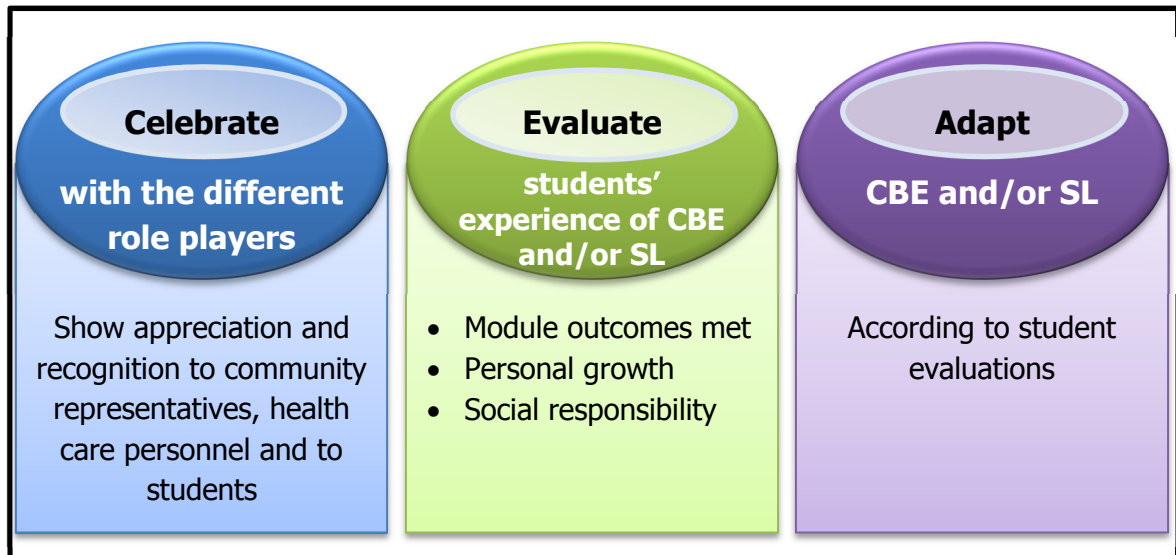 Celebrate
with the different
role players
Show appreciation and
recognition to community
representatives, health
care personnel and to
students
Evaluate
students’
experience of CBE
and/or SL
• Module outcomes met
• Personal growth
• Social responsibility
Adapt
CBE and/or SL
According to student
evaluations